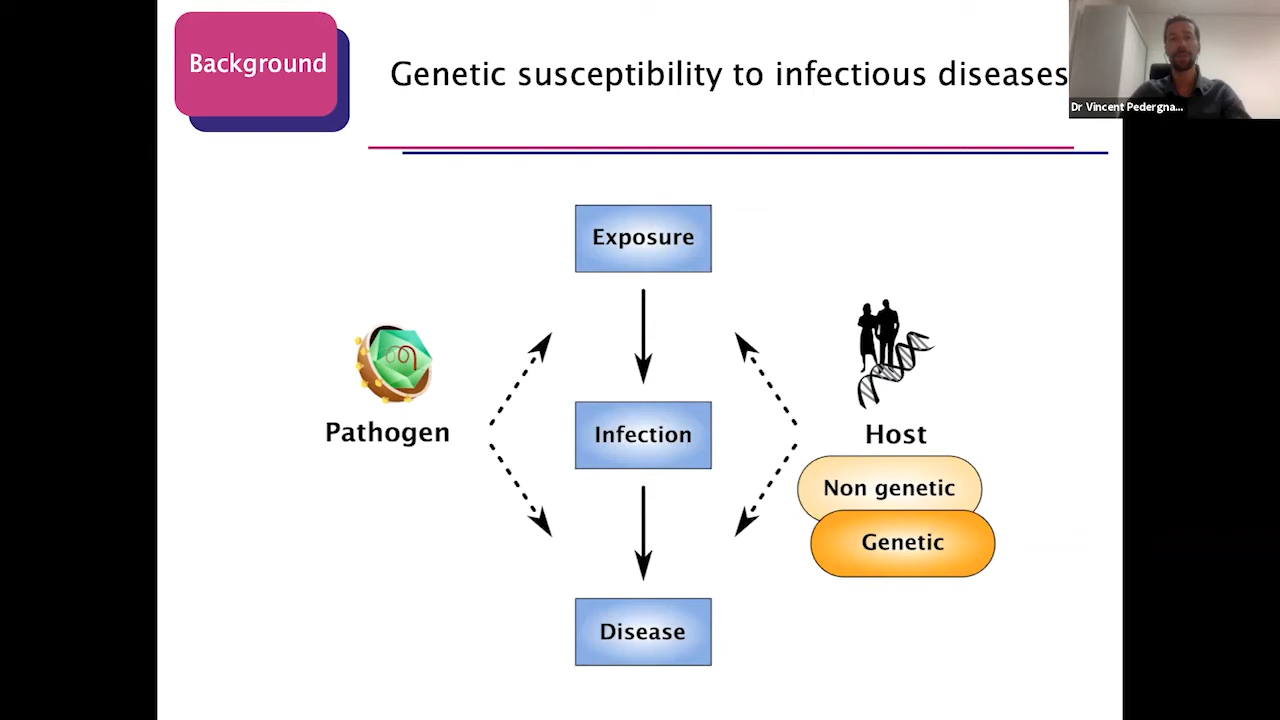 Background
Genetic susceptibility to infectious diseases
Dr Vincent Pedergna...
Exposure
Infection
Pathogen
Host
Non genetic
Genetic
Disease